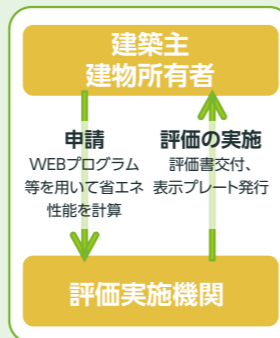 建築主
建物所有者
申請
WEBプログラム
等を用いて省エネ
性能を計算
評価の実施
評価書交付、
表示プレート発行
評価実施機関